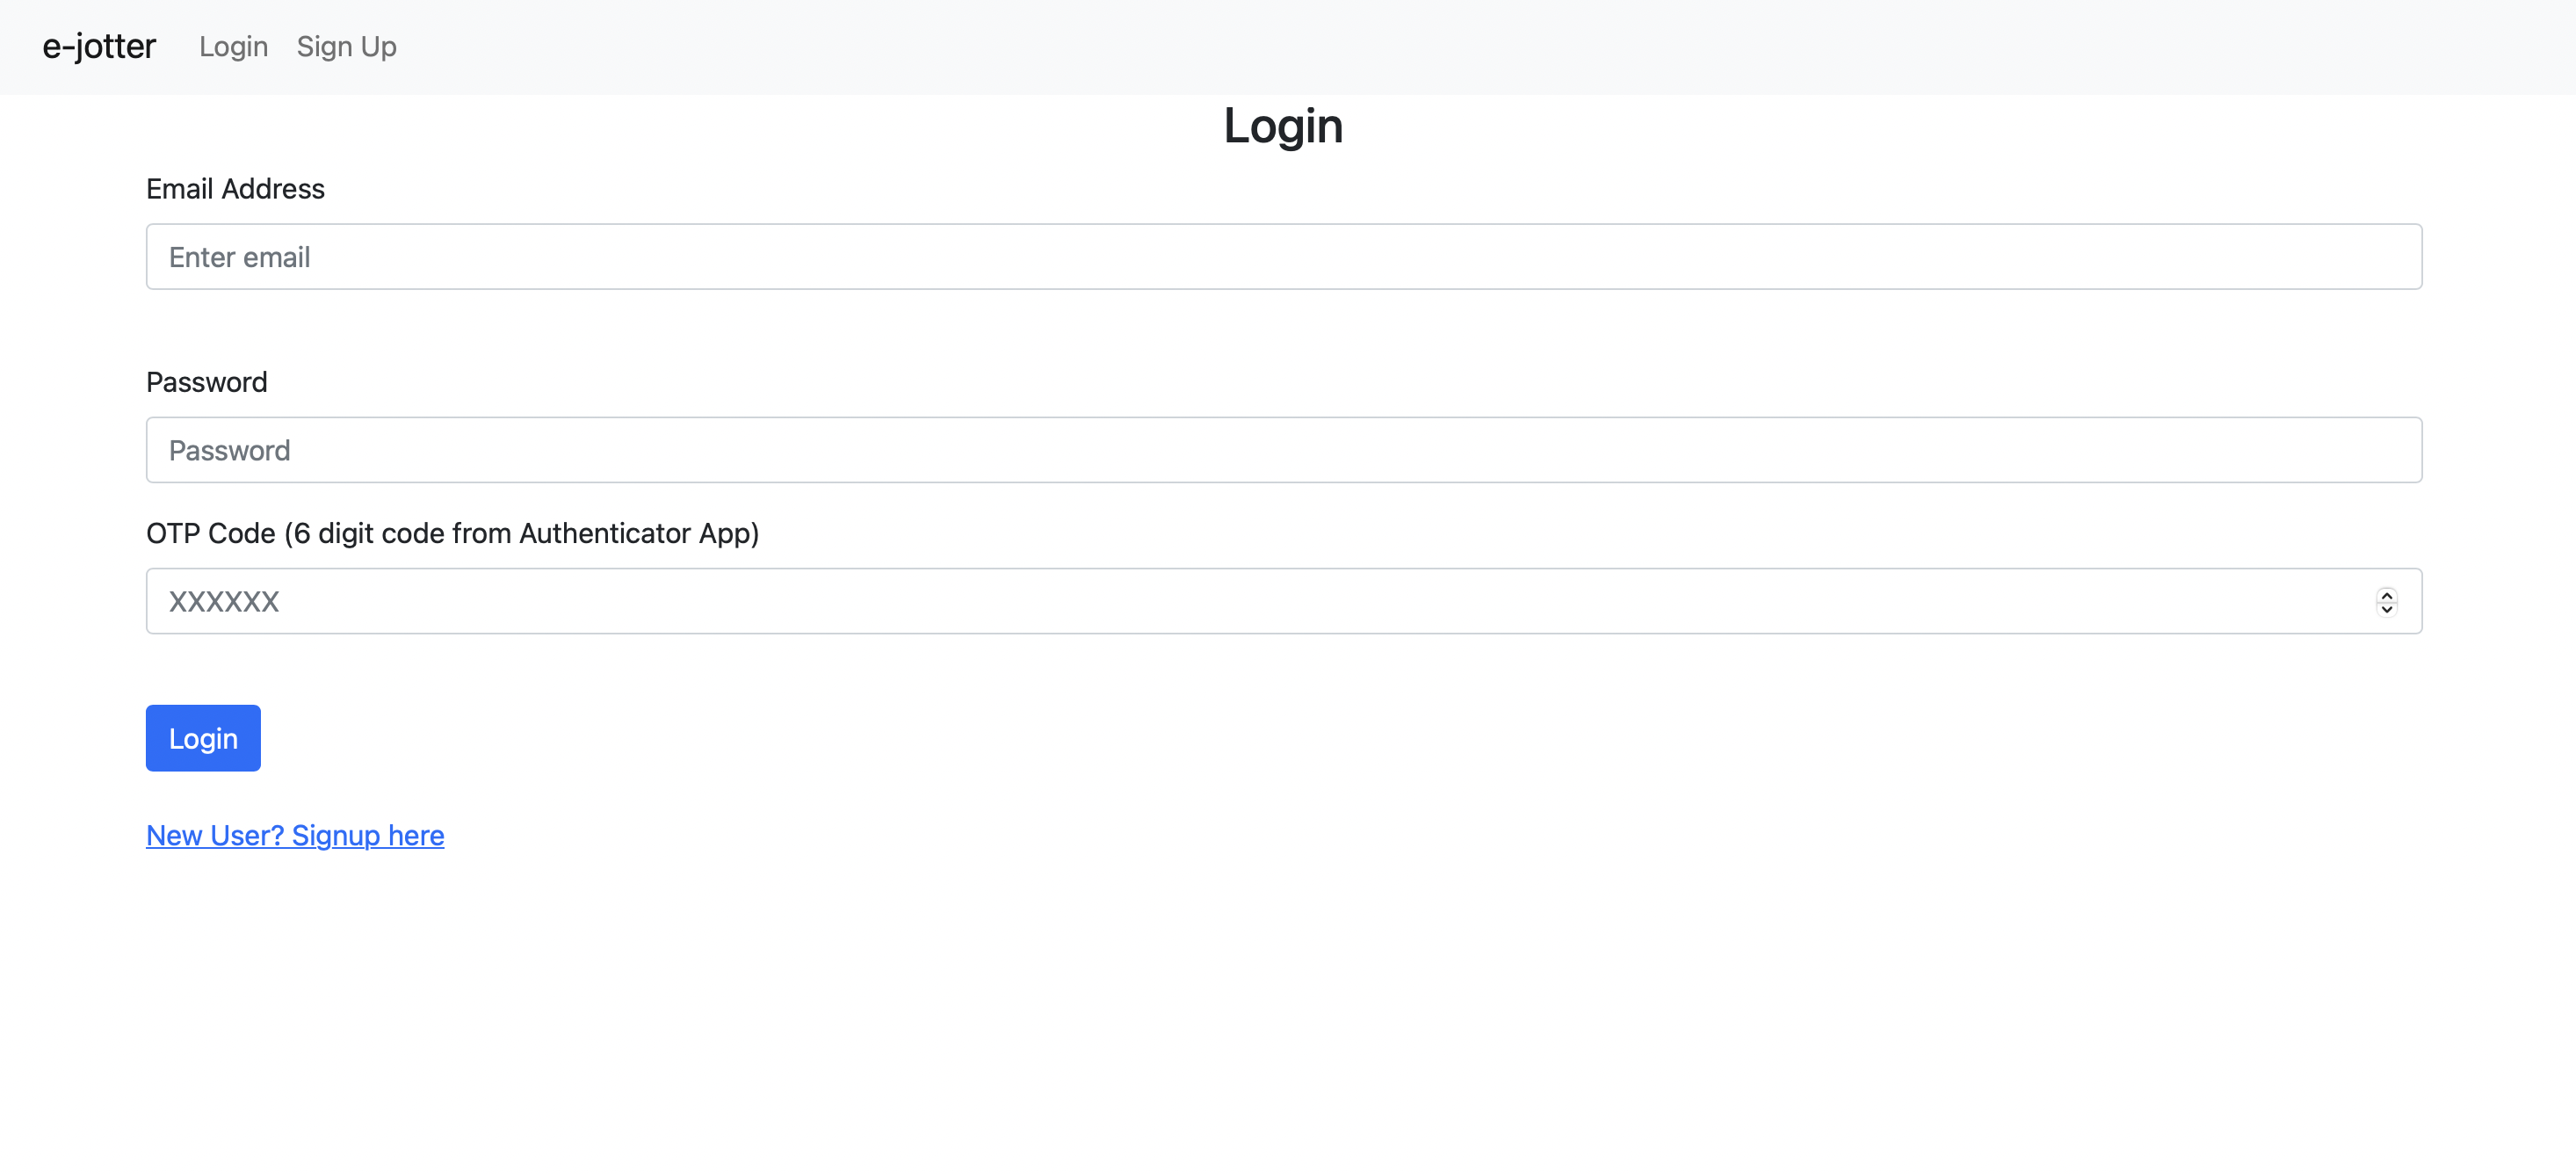 e-jotter Login Sign Up
Login
Email Address
Enter email
Password
Password
OTP Code (6 digit code from Authenticator App)
XXXXXX
Login
New User? Signup here